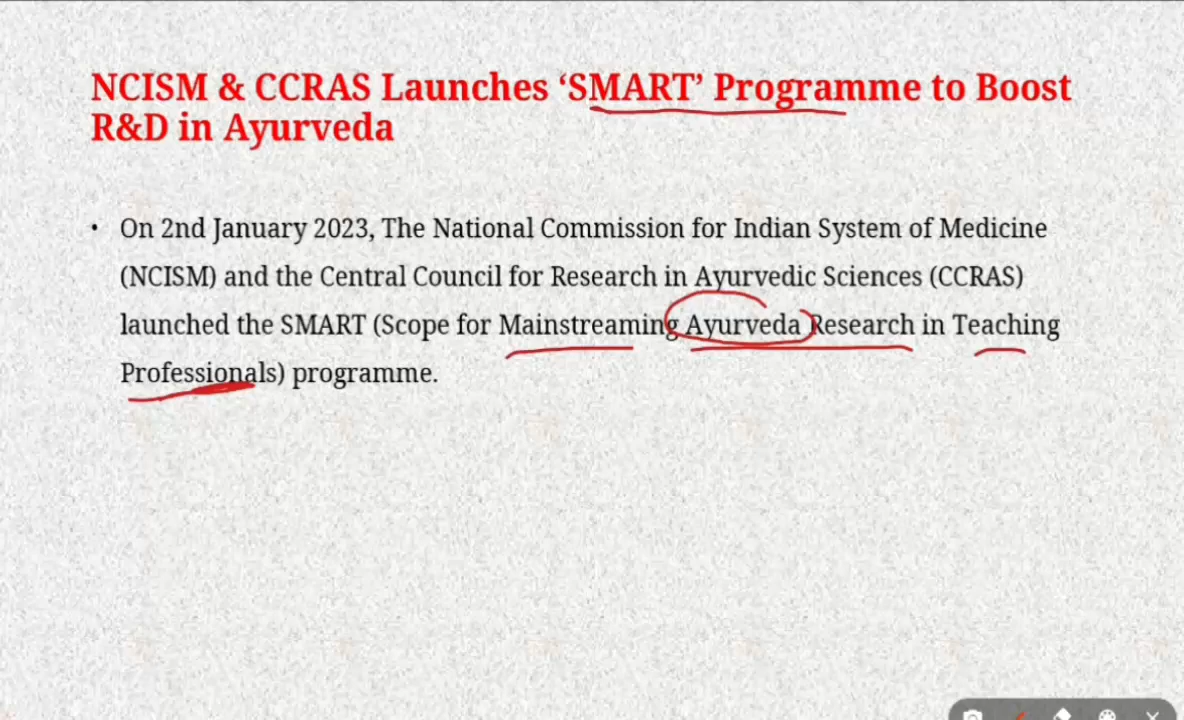 NCISM & CCRAS Launches ‘SMART’ Programme to Boost
R&D in Ayurveda
• On 2nd January 2023, The National Commission for Indian System of Medicine
(NCISM) and the Central Council for Research in Ayurvedic Sciences (CCRAS)
launched the SMART (Scope for Mainstreaming Ayurveda Research in Teaching
Professionals) programme.